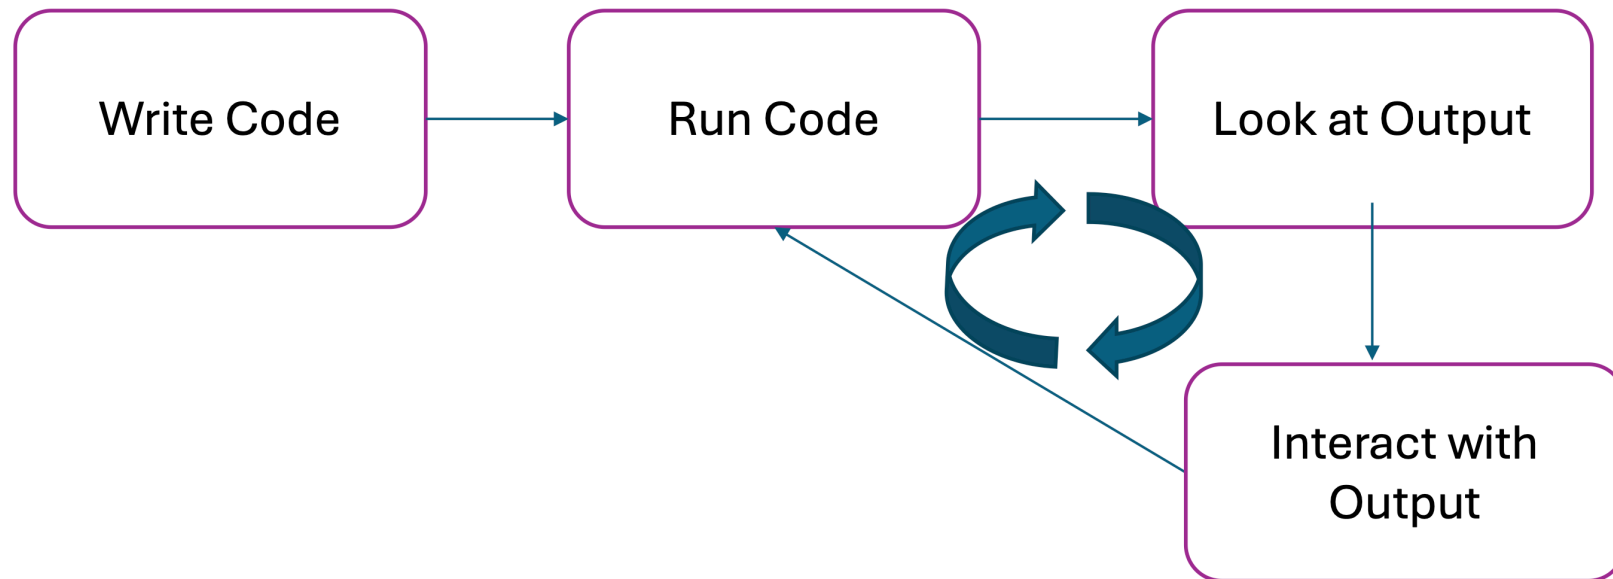 Write Code
Run Code
Look at Output
Interact with
Output